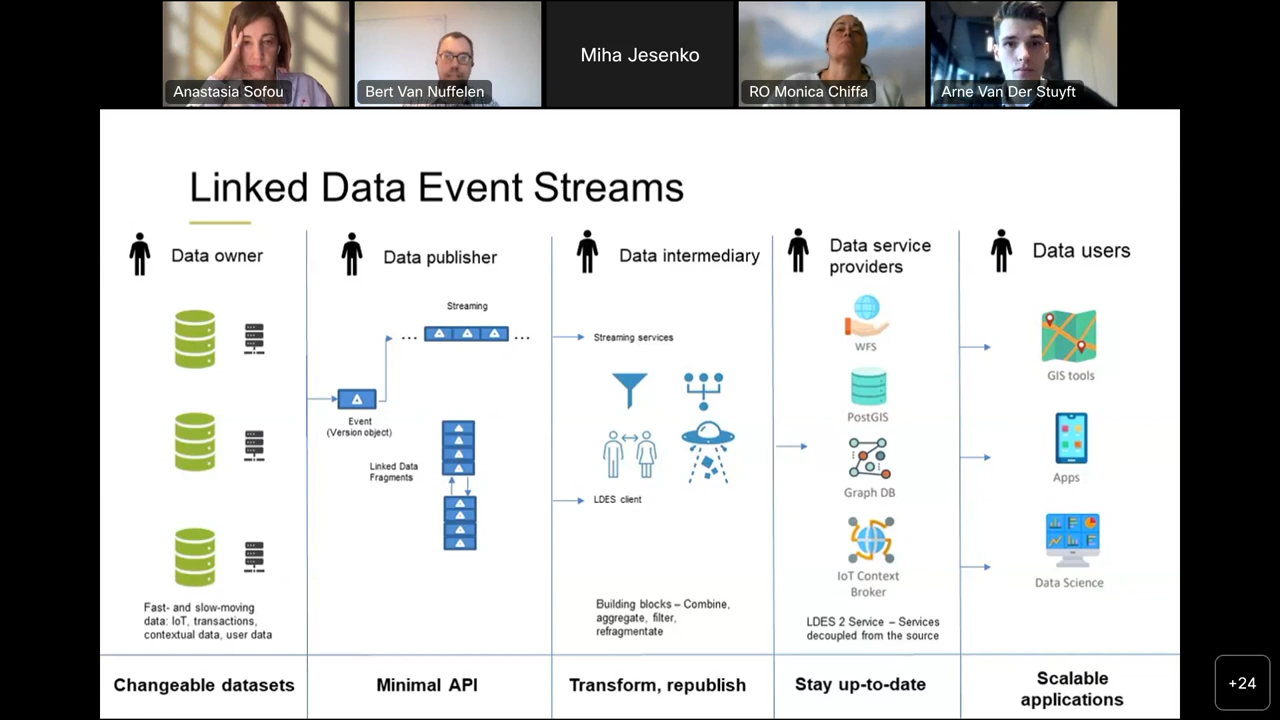 Anastasia Sofou
Bert Van Nuffelen
Miha Jesenko
RO Monica Chiffa
Arne Van Der Stuyft
Linked Data Event Streams
Data owner
Data publisher
Data intermediary
Data service
providers
Data users
Streaming
... ...
Streaming services
WFS
GIS tools
Event
(Version object)
PostGIS
Linked Data
Fragments
Apps
Graph DB
LDES client
IoT Context
Broker
Data Science
Fast- and slow-moving
data: IoT, transactions,
contextual data, user data
Building blocks – Combine,
aggregate, filter,
refragmentate
LDES 2 Service – Services
decoupled from the source
Changeable datasets
Minimal API
Transform, republish
Stay up-to-date
Scalable
applications
+24